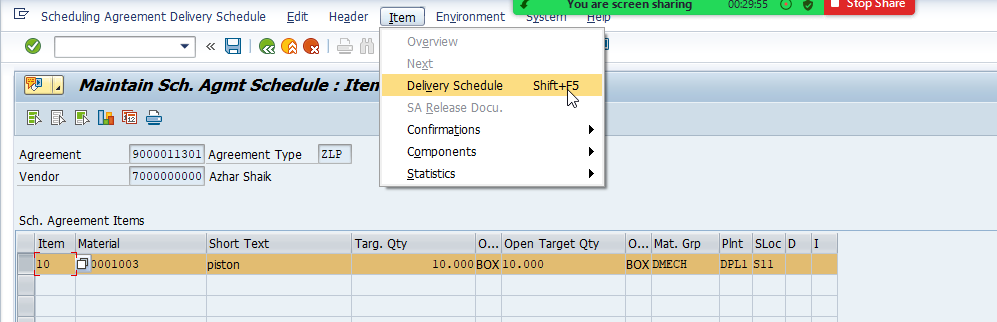 Scheduling Agreement Delivery Schedule Edit Header Item Environment System Help
You are screen sharing 00:29:55 Stop Share
Overview
Next
Maintain Sch. Agmt Schedule : Iten
Delivery Schedule Shift+F5
SA Release Docu.
Confirmations
Components
Statistics
Agreement 9000011301 Agreement Type ZLP
Vendor 7000000000 Azhar Shaik
Sch. Agreement Items
Item Material Short Text Targ. Qty O... Open Target Qty O... Mat. Grp Plnt SLoc D I
10 0001003 piston 10.000 BOX 10.000 BOX DMECH DPL1 S11